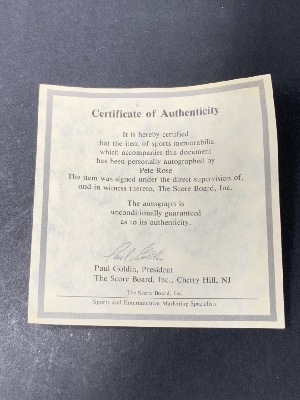 Certificate of Authenticity
It is hereby certified
that the item of sports memorabilia
which accompanies this document
has been personally autographed by
Pete Rose
The item was signed under the direct supervision of,
and in witness thereto, The Score Board, Inc.
The autograph is
unconditionally guaranteed
as to its authenticity.
Paul Goldin
Paul Goldin, President
The Score Board, Inc., Cherry Hill, NJ
The Score Board, Inc.
Sports and Entertainment Marketing Specialists